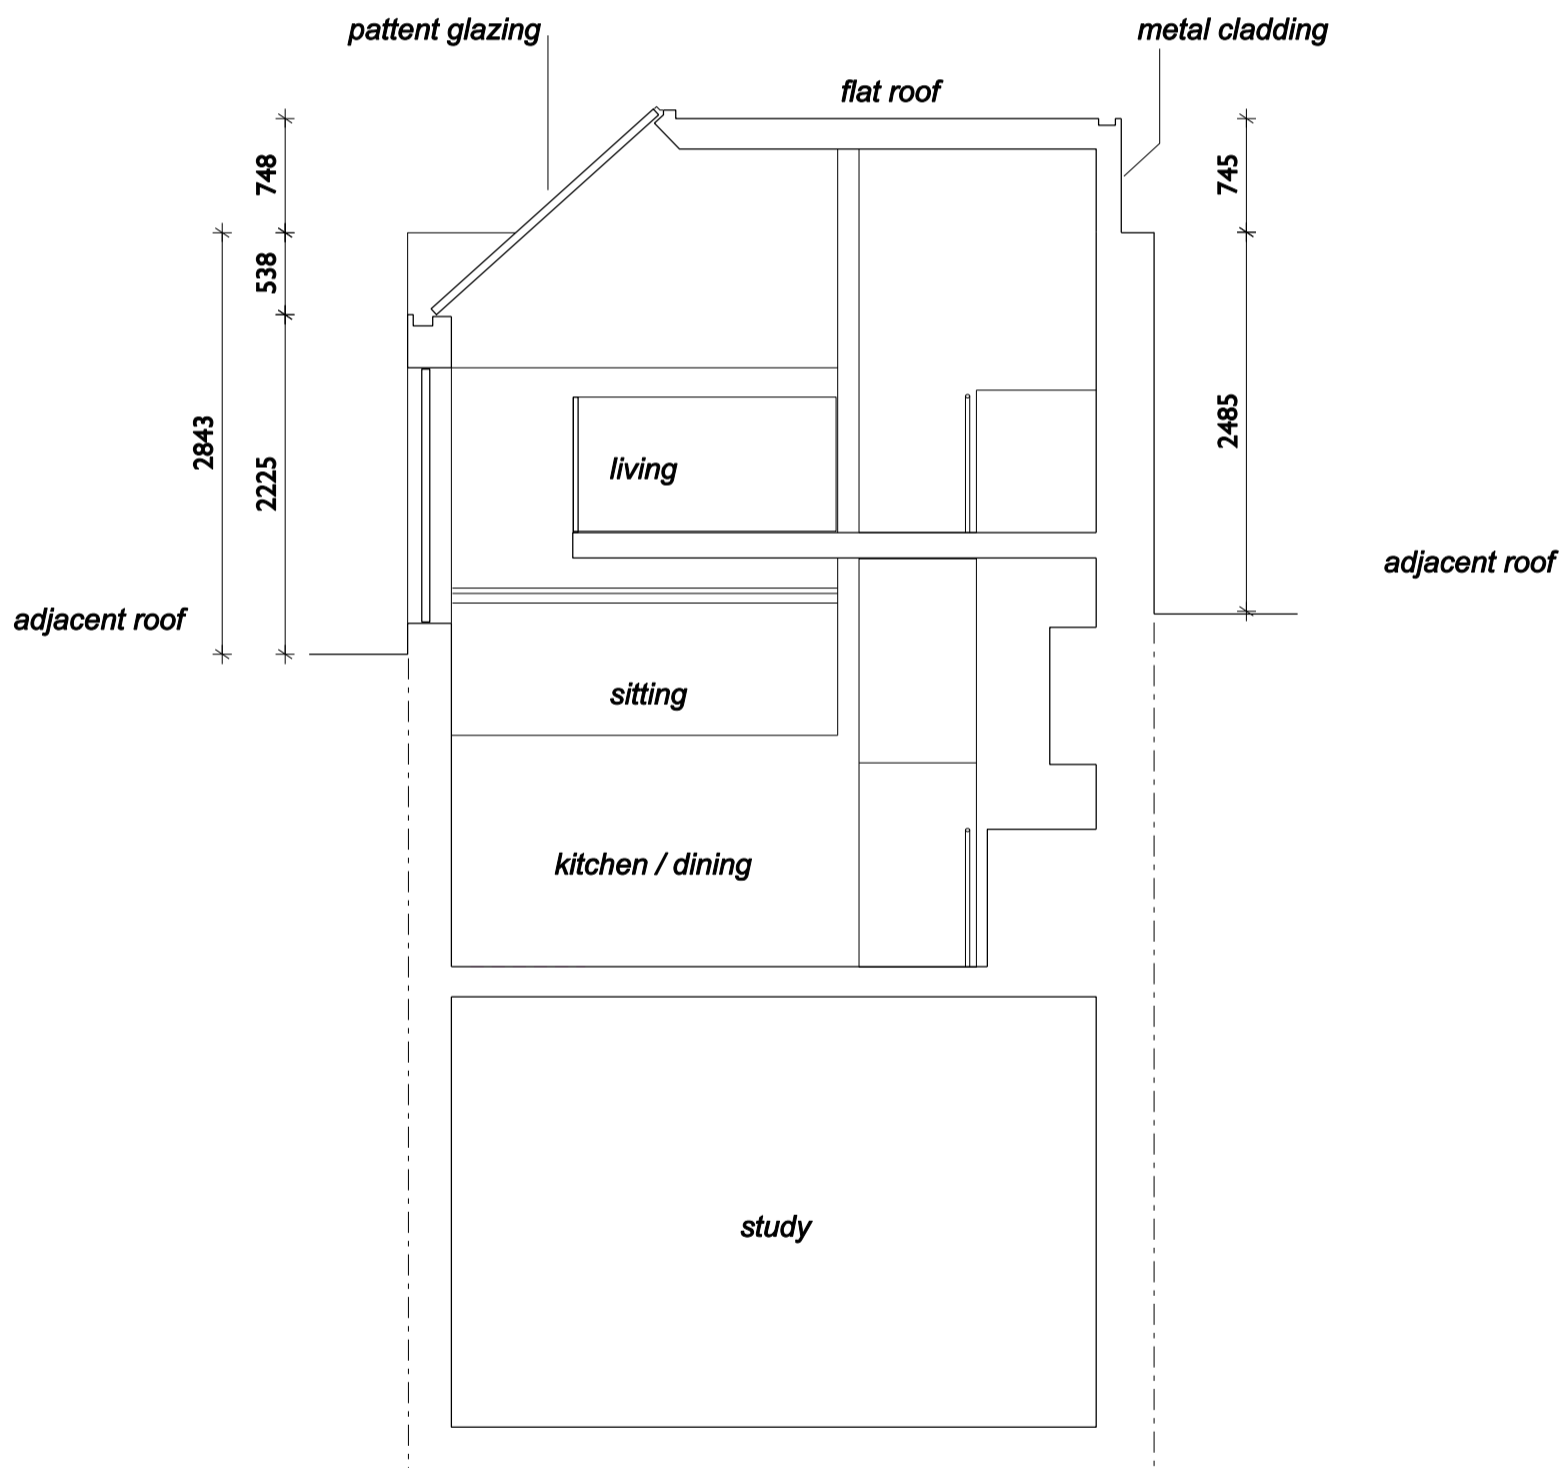 pattent glazing
metal cladding
flat roof
748
745
538
2843
2225
2485
living
adjacent roof
adjacent roof
sitting
kitchen / dining
study